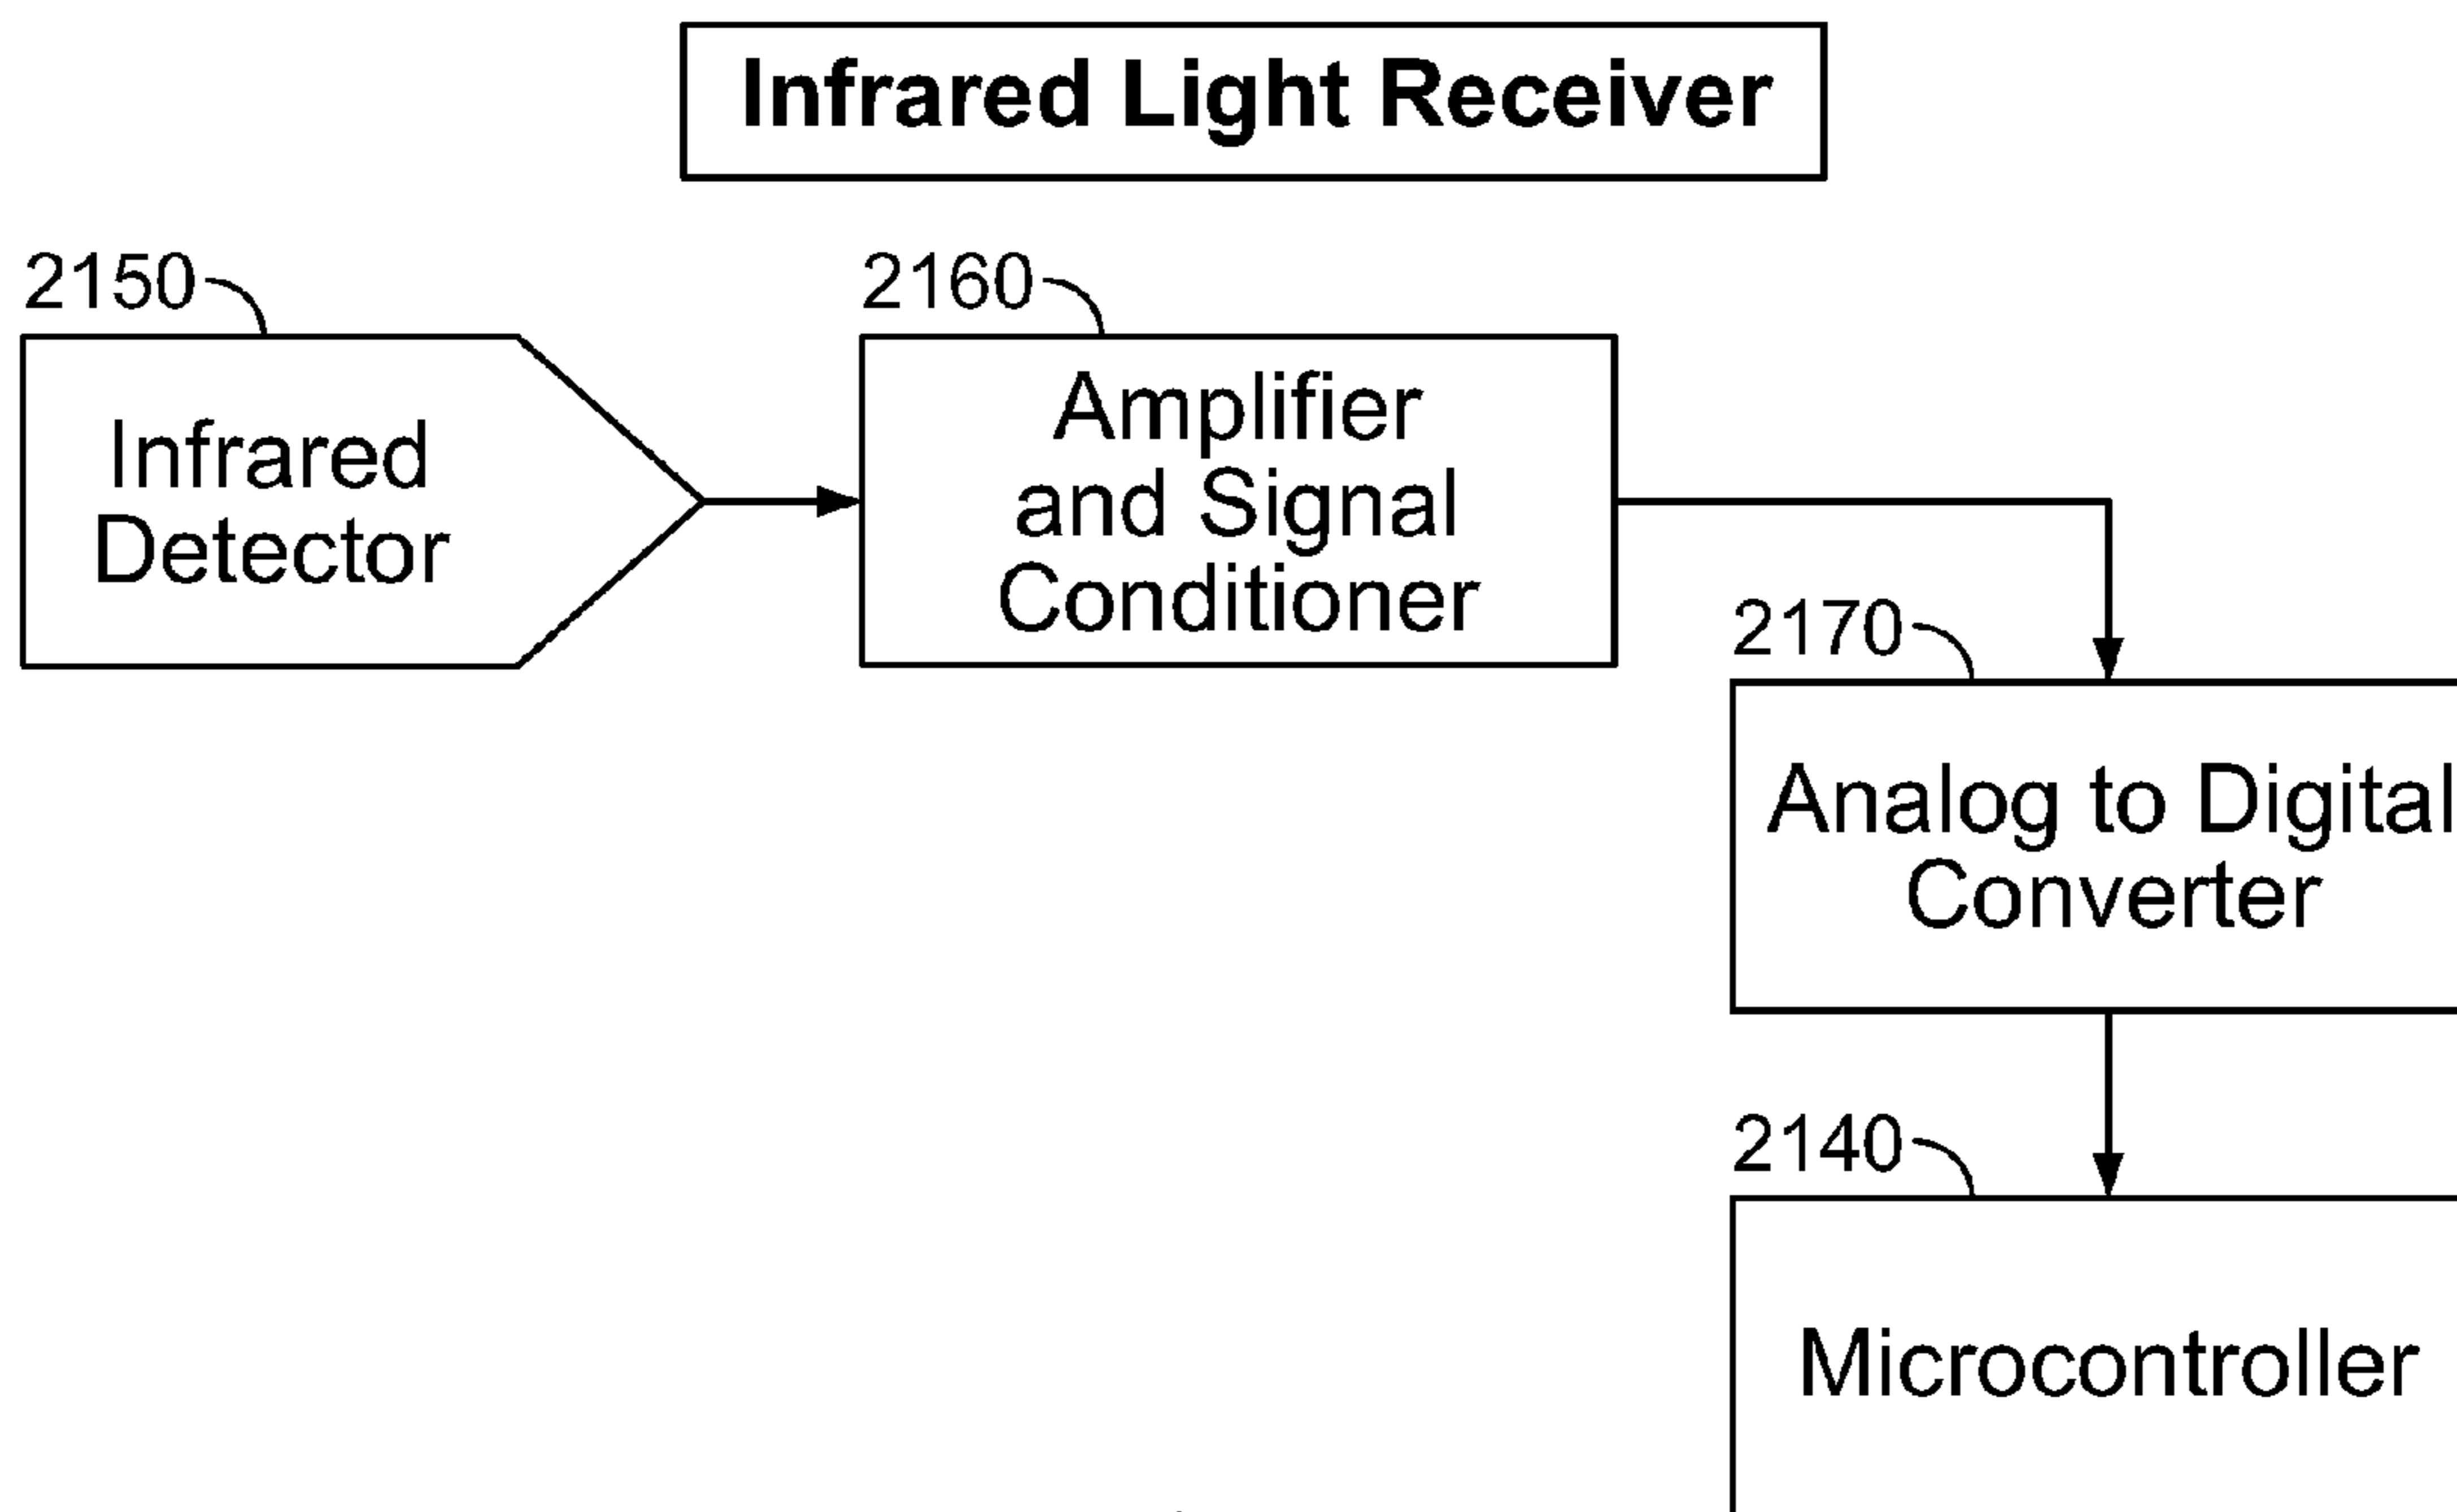 Infrared Light Receiver
2150
Infrared
Detector
2160
Amplifier
and Signal
Conditioner
2170
Analog to Digital
Converter
2140
Microcontroller